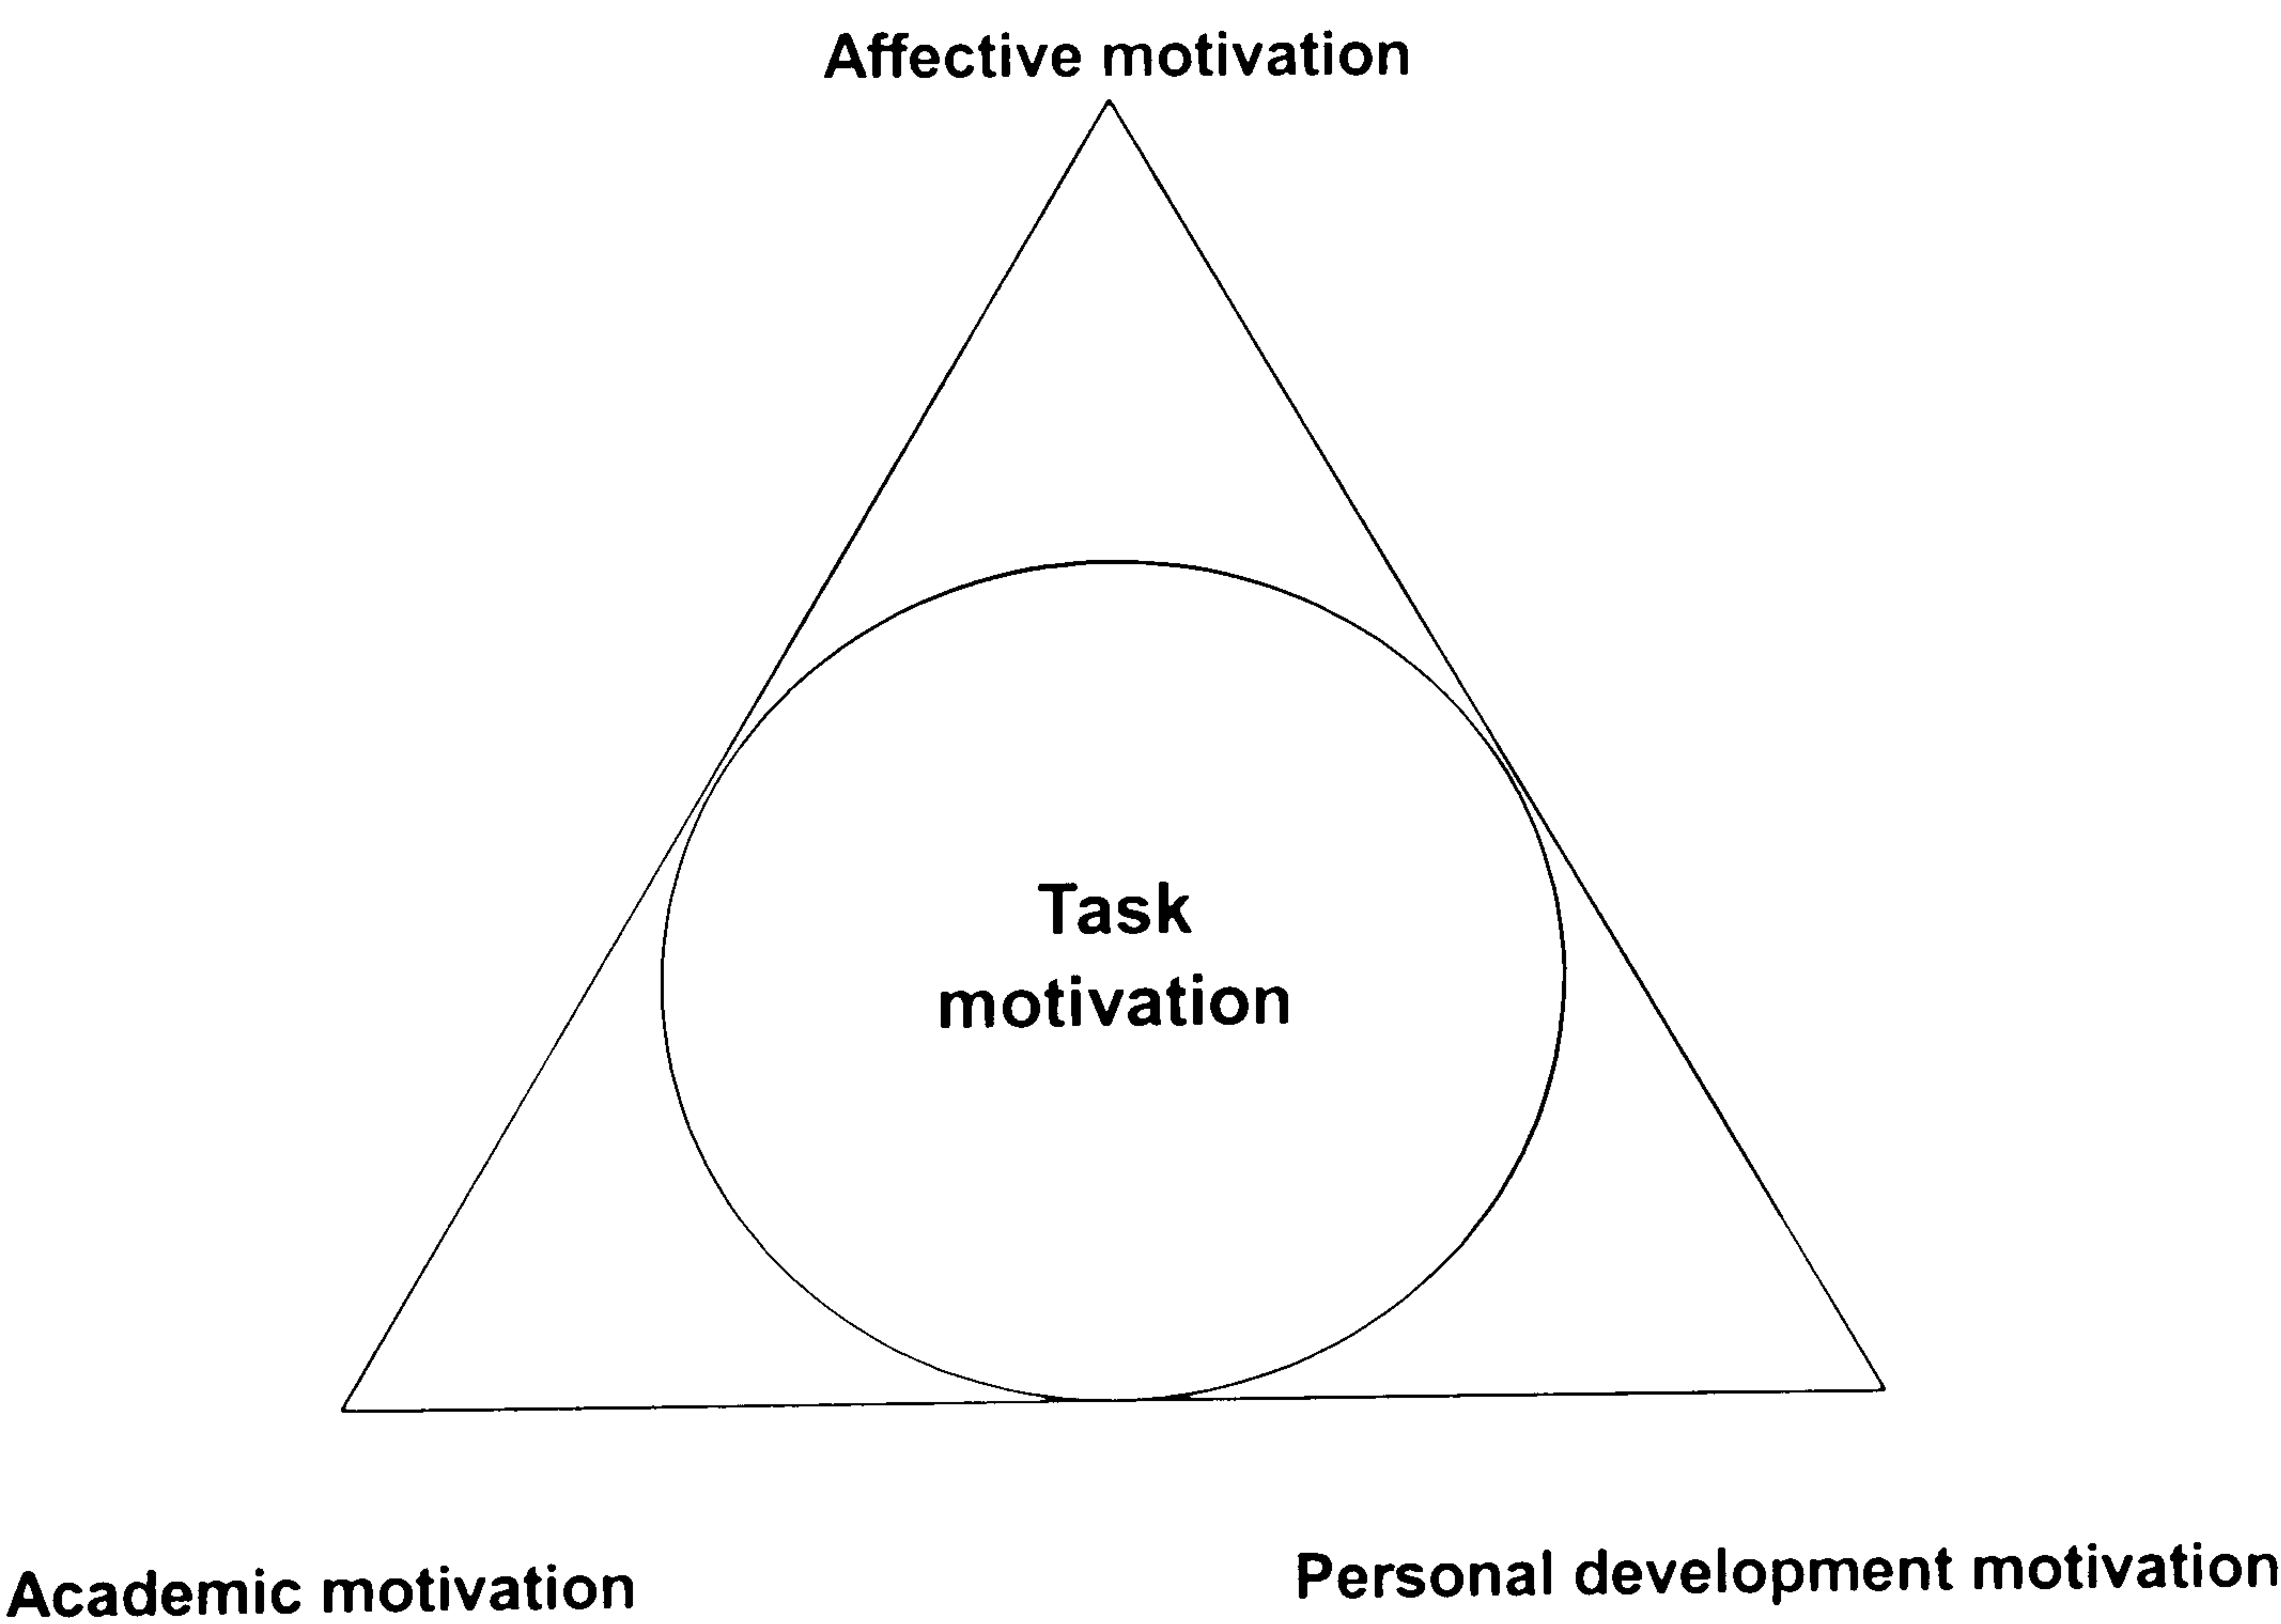 Affective motivation
Task
motivation
Academic motivation
Personal development motivation